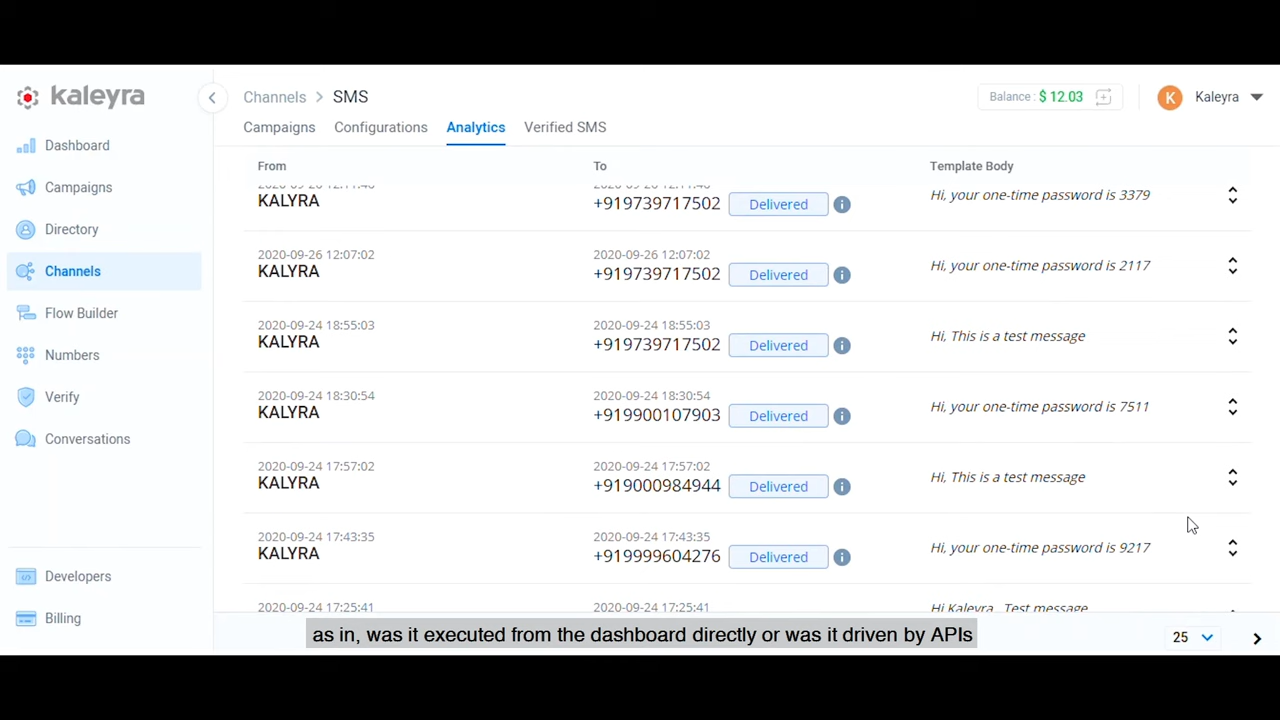 kaleyra
Channels > SMS
Balance : $ 12.03
K
Kaleyra
Campaigns
Configurations
Analytics
Verified SMS
Dashboard
Campaigns
Directory
Channels
Flow Builder
Numbers
Verify
Conversations
Developers
Billing
From
To
Template Body
KALYRA
+919739717502
Delivered
Hi, your one-time password is 3379
2020-09-26 12:07:02
2020-09-26 12:07:02
KALYRA
+919739717502
Delivered
Hi, your one-time password is 2117
2020-09-24 18:55:03
2020-09-24 18:55:03
KALYRA
+919739717502
Delivered
Hi, This is a test message
2020-09-24 18:30:54
2020-09-24 18:30:54
KALYRA
+919900107903
Delivered
Hi, your one-time password is 7511
2020-09-24 17:57:02
2020-09-24 17:57:02
KALYRA
+919000984944
Delivered
Hi, This is a test message
2020-09-24 17:43:35
2020-09-24 17:43:35
KALYRA
+919999604276
Delivered
Hi, your one-time password is 9217
2020-09-24 17:25:41
2020-09-24 17:25:41
Hi Kaleyra Test message
as in, was it executed from the dashboard directly or was it driven by APIs
25